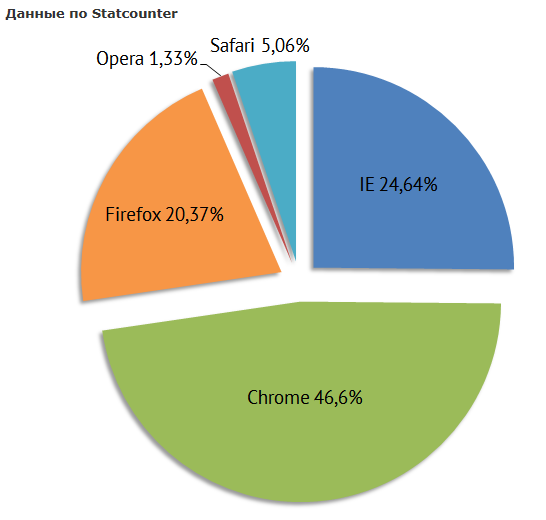 Данные по Statcounter
Safari 5,06%
Opera 1,33%
IE 24,64%
Firefox 20,37%
Chrome 46,6%